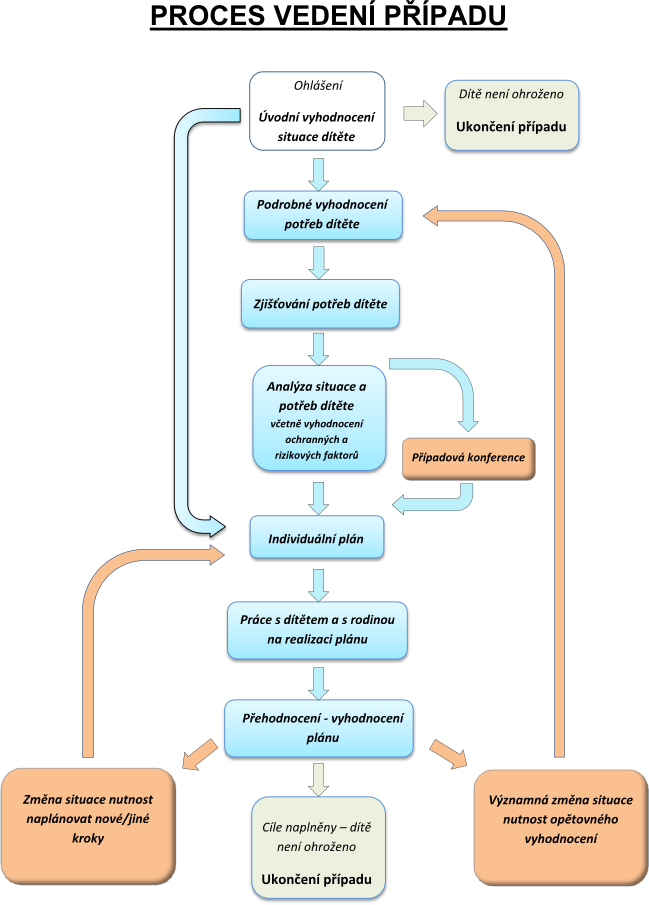 PROCES VEDENÍ PŘÍPADU
Ohlášení
Úvodní vyhodnocení
situace dítěte
Dítě není ohroženo
Ukončení případu
Podrobné vyhodnocení
potřeb dítěte
Zjišťování potřeb dítěte
Analýza situace a
potřeb dítěte
včetně vyhodnocení
ochranných a
rizikových faktorů
Případová konference
Individuální plán
Práce s dítětem a s rodinou
na realizaci plánu
Přehodnocení - vyhodnocení
plánu
Změna situace nutnost
naplánovat nové/jiné
kroky
Cíle naplněny – dítě
není ohroženo
Ukončení případu
Významná změna situace
nutnost opětovného
vyhodnocení